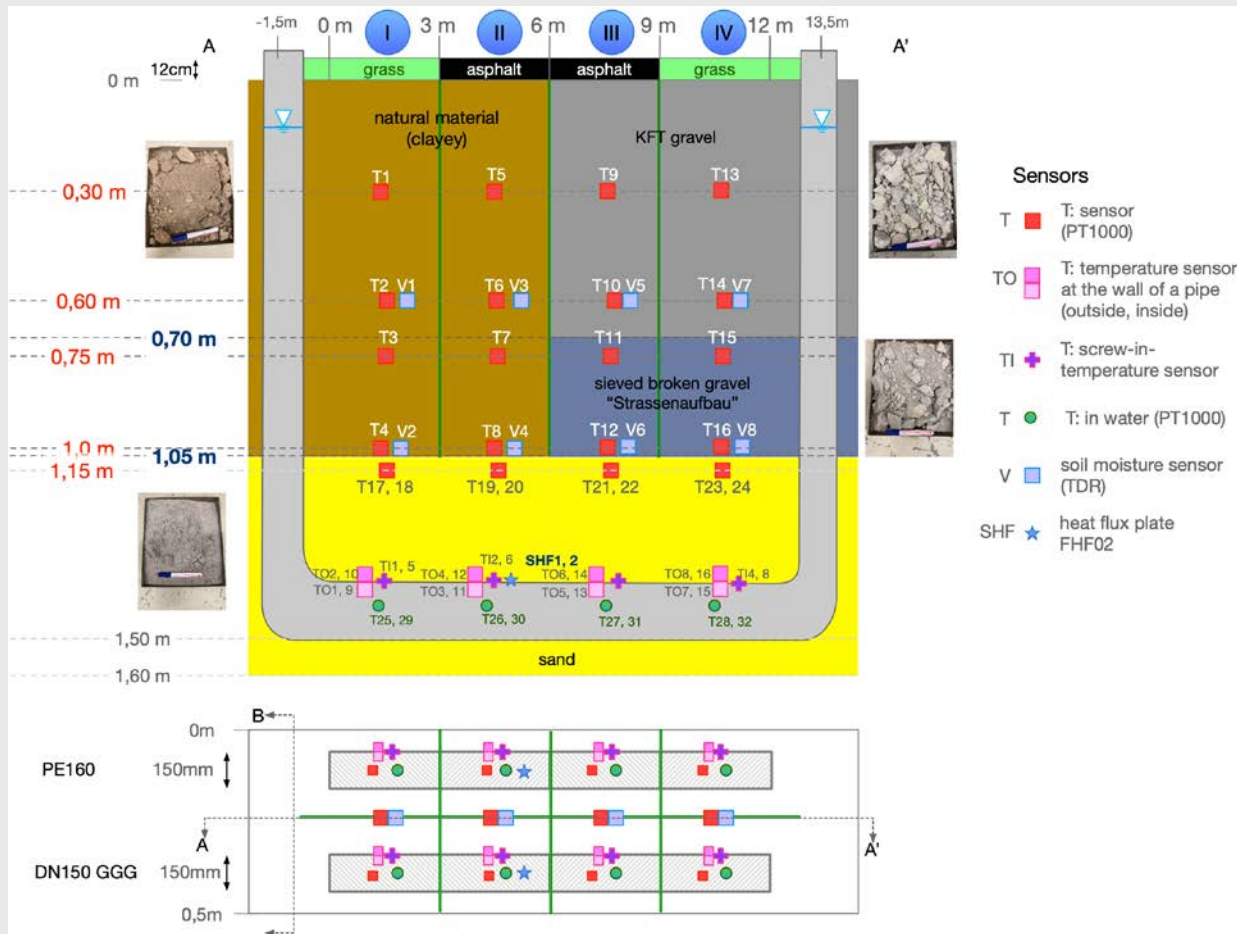 -1,5m 0 m I 3 m II 6 m III 9 m IV 12 m 13,5m
A A'
12cm
grass asphalt asphalt grass
0 m
natural material
(clayey)
KFT gravel
Sensors
T1 T5 T9 T13
0,30 m
T T: sensor
(PT1000)
TO T: temperature sensor
at the wall of a pipe
(outside, inside)
T2 V1 T6 V3 T10 V5 T14 V7
0,60 m
0,70 m
T3 T7 T11 T15
0,75 m
TI T: screw-in-
temperature sensor
sieved broken gravel
"Strassenaufbau"
T T: in water (PT1000)
T4 V2 T8 V4 T12 V6 T16 V8
1,0 m
1,05 m
1,15 m
T17, 18 T19, 20 T21, 22 T23, 24
V soil moisture sensor
(TDR)
SHF heat flux plate
FHF02
TI1, 5 TI2, 6 SHF1, 2
TO2, 10 TO4, 12 TO6, 14 TO8, 16 TI4, 8
TO1, 9 TO3, 11 TO5, 13 TO7, 15
T25, 29 T26, 30 T27, 31 T28, 32
1,50 m
sand
1,60 m
B
0m
PE160 150mm
A A'
DN150 GGG 150mm
0,5m